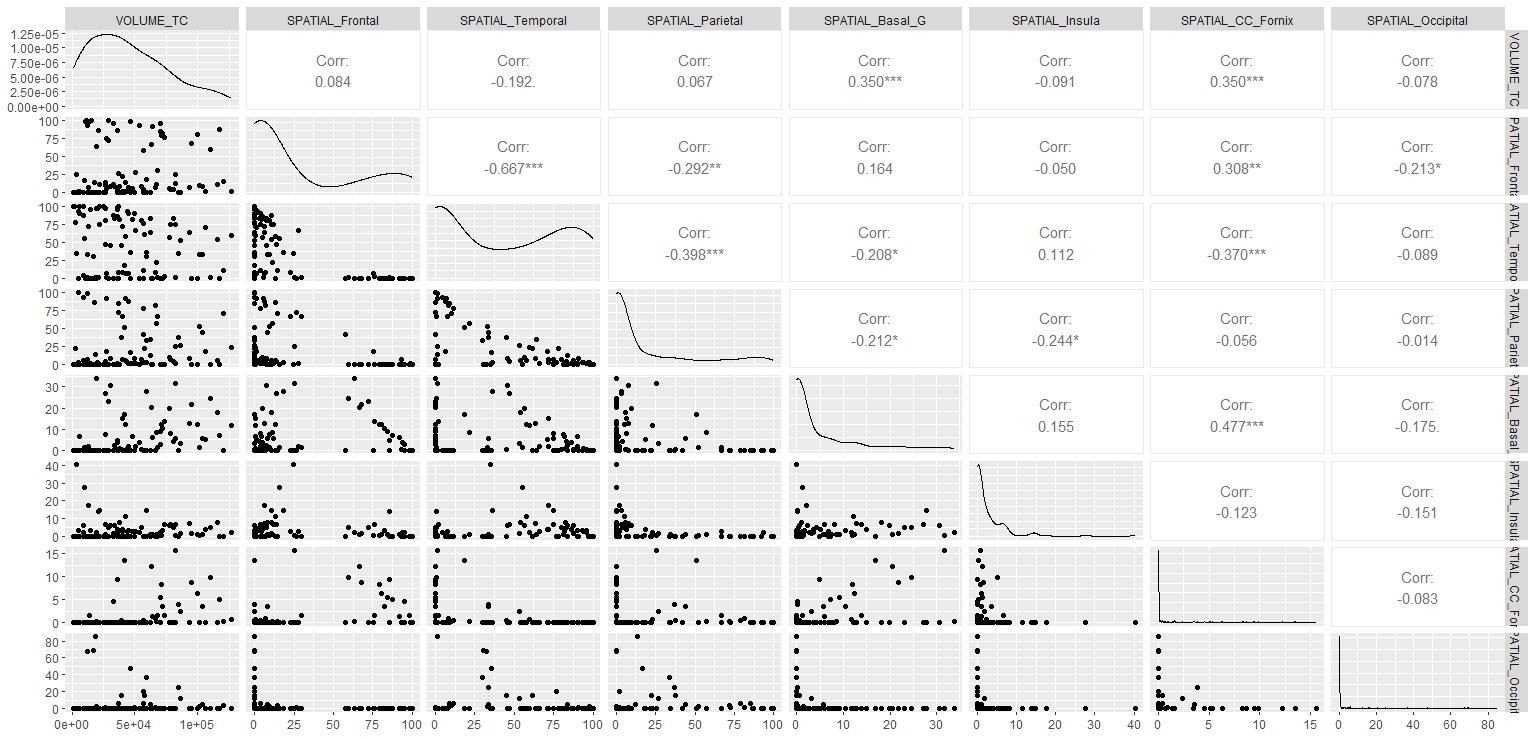 VOLUME_TC SPATIAL_Frontal SPATIAL_Temporal SPATIAL_Parietal SPATIAL_Basal_G SPATIAL_Insula SPATIAL_CC_Fornix SPATIAL_Occipital
1.25e-05
1.00e-05
7.50e-06
5.00e-06
2.50e-06
0.00e+00
Corr: Corr: Corr: Corr: Corr: Corr: Corr:
0.084 -0.192. 0.067 0.350*** -0.091 0.350*** -0.078
VOLUME_TC
100
75
50
25
0
Corr: Corr: Corr: Corr: Corr: Corr:
-0.667*** -0.292** 0.164 -0.050 0.308** -0.213*
PATIAL_Fronta
100
75
50
25
0
Corr: Corr: Corr: Corr: Corr:
-0.398*** -0.208* 0.112 -0.370*** -0.089
ATIAL_Tempo
100
75
50
25
0
Corr: Corr: Corr: Corr:
-0.212* -0.244* -0.056 -0.014
PATIAL_Pariet
30
20
10
0
Corr: Corr: Corr:
0.155 0.477*** -0.175.
PATIAL_Basal_
40
30
20
10
0
Corr: Corr:
-0.123 -0.151
SPATIAL_Insula
15
10
5
0
Corr:
-0.083
ATIAL_CC_For
80
60
40
20
0
PATIAL_Occipit
0e+00 5e+04 1e+05 0 25 50 75 100 0 25 50 75 100 0 25 50 75 100 0 10 20 30 0 10 20 30 40 0 5 10 15 0 20 40 60 80